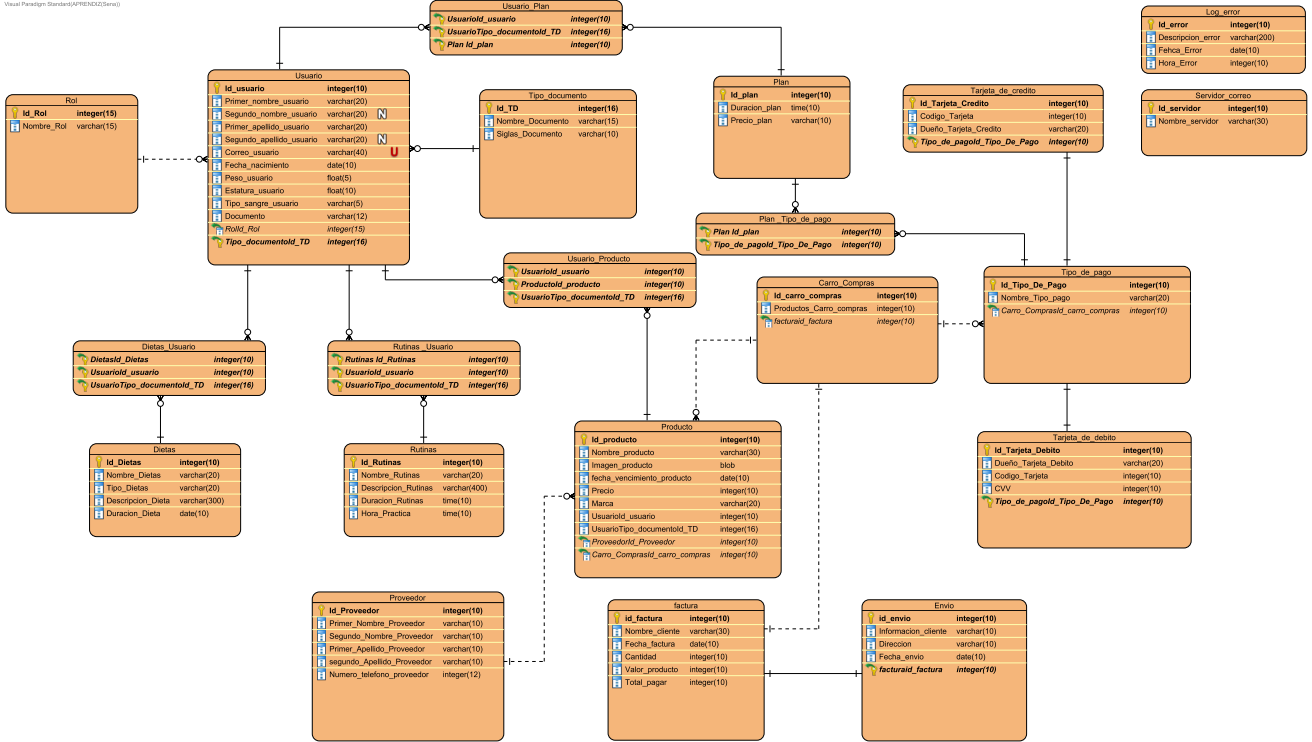 Visual Paradigm Standard(APRENDIZ(Sena))
Usuario_Plan
UsuarioId_usuario integer(10)
UsuarioTipo_documentoId_TD integer(16)
Plan Id_plan integer(10)
Log_error
Id_error integer(10)
Descripcion_error varchar(200)
Fehca_Error date(10)
Hora_Error integer(10)
Usuario
Id_usuario integer(10)
Primer_nombre_usuario varchar(20)
Segundo_nombre_usuario varchar(20) N
Primer_apellido_usuario varchar(20)
Segundo_apellido_usuario varchar(20) N
Correo_usuario varchar(40) U
Fecha_nacimiento date(10)
Peso_usuario float(5)
Estatura_usuario float(10)
Tipo_sangre_usuario varchar(5)
Documento varchar(12)
RolId_Rol integer(15)
Tipo_documentoId_TD integer(16)
Rol
Id_Rol integer(15)
Nombre_Rol varchar(15)
Tipo_documento
Id_TD integer(16)
Nombre_Documento varchar(15)
Siglas_Documento varchar(10)
Plan
Id_plan integer(10)
Duracion_plan time(10)
Precio_plan varchar(10)
Tarjeta_de_credito
Id_Tarjeta_Credito integer(10)
Codigo_Tarjeta integer(10)
Dueño_Tarjeta_Credito varchar(20)
Tipo_de_pagoId_Tipo_De_Pago integer(10)
Servidor_correo
Id_servidor integer(10)
Nombre_servidor varchar(30)
Plan _Tipo_de_pago
Plan Id_plan integer(10)
Tipo_de_pagoId_Tipo_De_Pago integer(10)
Usuario_Producto
UsuarioId_usuario integer(10)
ProductoId_producto integer(10)
UsuarioTipo_documentoId_TD integer(16)
Carro_Compras
Id_carro_compras integer(10)
Productos_Carro_compras integer(10)
facturaid_factura integer(10)
Tipo_de_pago
Id_Tipo_De_Pago integer(10)
Nombre_Tipo_pago varchar(20)
Carro_ComprasId_carro_compras integer(10)
Dietas_Usuario
DietasId_Dietas integer(10)
UsuarioId_usuario integer(10)
UsuarioTipo_documentoId_TD integer(16)
Rutinas _Usuario
Rutinas Id_Rutinas integer(10)
UsuarioId_usuario integer(10)
UsuarioTipo_documentoId_TD integer(16)
Dietas
Id_Dietas integer(10)
Nombre_Dietas varchar(20)
Tipo_Dietas varchar(20)
Descripcion_Dieta varchar(300)
Duracion_Dieta date(10)
Rutinas
Id_Rutinas integer(10)
Nombre_Rutinas varchar(20)
Descripcion_Rutinas varchar(400)
Duracion_Rutinas time(10)
Hora_Practica time(10)
Producto
Id_producto integer(10)
Nombre_producto varchar(30)
Imagen_producto blob
fecha_vencimiento_producto date(10)
Precio integer(10)
Marca varchar(20)
UsuarioId_usuario integer(10)
UsuarioTipo_documentoId_TD integer(16)
ProveedorId_Proveedor integer(10)
Carro_ComprasId_carro_compras integer(10)
Tarjeta_de_debito
Id_Tarjeta_Debito integer(10)
Dueño_Tarjeta_Debito varchar(20)
Codigo_Tarjeta integer(10)
CVV integer(10)
Tipo_de_pagoId_Tipo_De_Pago integer(10)
Proveedor
Id_Proveedor integer(10)
Primer_Nombre_Proveedor varchar(10)
Segundo_Nombre_Proveedor varchar(10)
Primer_Apellido_Proveedor varchar(10)
segundo_Apellido_Proveedor varchar(10)
Numero_telefono_proveedor integer(12)
factura
id_factura integer(10)
Nombre_cliente varchar(30)
Fecha_factura date(10)
Cantidad integer(10)
Valor_producto integer(10)
Total_pagar integer(10)
Envio
id_envio integer(10)
Informacion_cliente varchar(10)
Direccion varchar(10)
Fecha_envio date(10)
facturaid_factura integer(10)